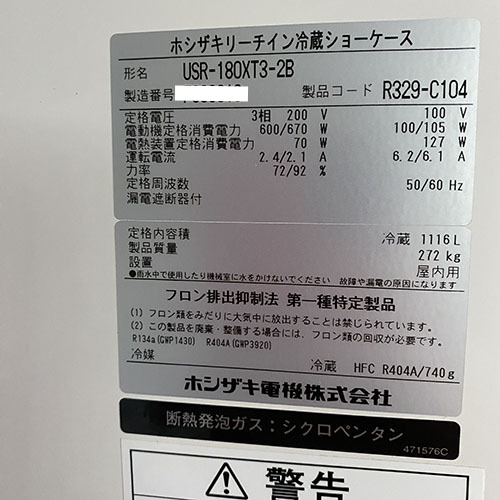 ホシザキリーチイン冷蔵ショーケース
形名 USR-180XT3-2B
製造番号 製品コード R329-C104
定格電圧 3相 200 V 100 V
電動機定格消費電力 600/670 W 100/105 W
電熱装置定格消費電力 70 W 127 W
運転電流 2.4/2.1 A 6.2/6.1 A
力率 72/92 %
定格周波数 50/60 Hz
漏電遮断器付
定格内容積 冷蔵 1116 L
製品質量 272 kg
設置 屋内用
●雨水中で使用したり機械室に水をかけないでください 故障や漏電の原因になります
フロン排出抑制法 第一種特定製品
(1) フロン類をみだりに大気中に放出することは禁じられています。
(2) この製品を廃棄・整備する場合には、フロン類の回収が必要です。
R134a(GWP1430) R404A(GWP3920)
冷媒 冷蔵 HFC R404A/740g
ホシザキ電機株式会社
断熱発泡ガス：シクロペンタン
471576C
警告